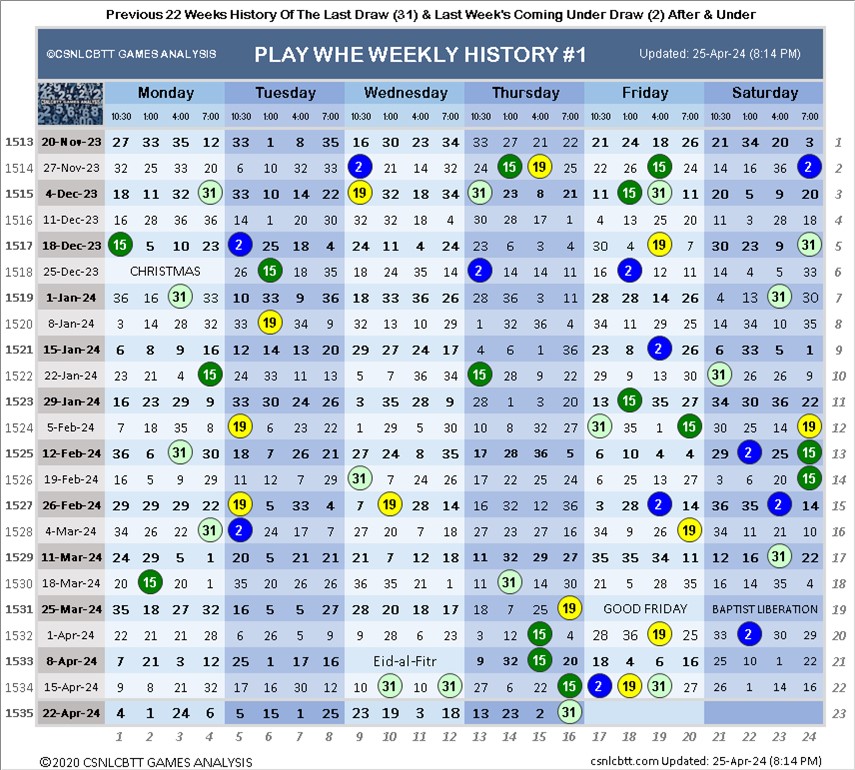 Previous 22 Weeks History Of The Last Draw (31) & Last Week's Coming Under Draw (2) After & Under
©CSNLCBTT GAMES ANALYSIS PLAY WHE WEEKLY HISTORY #1 Updated: 25-Apr-24 (8:14 PM)
Monday Tuesday Wednesday Thursday Friday Saturday
CSNLCBTT GAMES ANALYSIS
10:30 1:00 4:00 7:00 10:30 1:00 4:00 7:00 10:30 1:00 4:00 7:00 10:30 1:00 4:00 7:00 10:30 1:00 4:00 7:00 10:30 1:00 4:00 7:00
1513 20-Nov-23 27 33 35 12 33 1 8 35 16 30 23 34 33 27 21 22 21 24 18 26 21 34 20 3 1
1514 27-Nov-23 32 25 33 20 6 10 32 33 2 21 14 32 24 14 19 25 22 26 15 24 14 16 36 2 2
1515 4-Dec-23 18 11 32 31 33 10 14 22 19 32 18 34 31 23 8 21 11 15 31 11 20 5 9 20 3
1516 11-Dec-23 16 28 36 36 14 1 20 30 32 32 18 4 30 28 17 1 4 13 25 20 11 3 28 18 4
1517 18-Dec-23 15 5 10 23 2 25 18 4 24 11 4 24 23 6 3 4 30 4 19 7 30 23 9 31 5
1518 25-Dec-23 CHRISTMAS 26 15 18 35 18 24 35 14 2 14 14 11 16 2 12 11 14 4 5 33 6
1519 1-Jan-24 36 16 31 33 10 33 9 36 18 33 36 26 28 36 3 11 28 28 14 26 4 13 23 30 7
1520 8-Jan-24 3 14 28 32 33 19 34 9 32 13 10 29 1 32 36 4 34 11 29 25 14 34 10 35 8
1521 15-Jan-24 6 8 9 16 12 14 13 20 29 27 24 17 4 6 1 36 23 8 2 26 6 33 5 1 9
1522 22-Jan-24 23 21 4 15 24 33 11 13 5 7 36 34 15 28 9 22 29 9 13 30 31 26 26 9 10
1523 29-Jan-24 16 23 29 9 33 30 24 26 3 35 28 9 28 1 3 20 13 15 35 27 34 30 36 22 11
1524 5-Feb-24 7 18 35 8 19 6 23 22 1 29 12 30 10 8 32 27 31 35 1 15 30 25 14 19 12
1525 12-Feb-24 36 6 31 30 18 7 26 21 27 24 8 35 17 28 36 5 6 10 4 4 29 2 25 15 13
1526 19-Feb-24 16 5 9 29 11 12 7 29 31 7 24 26 10 3 22 25 6 13 25 27 6 20 24 15 14
1527 26-Feb-24 29 29 29 22 19 5 33 4 7 19 28 14 16 32 12 36 3 28 2 14 36 35 2 14 15
1528 4-Mar-24 34 26 22 31 2 24 17 7 27 20 7 18 27 23 27 16 34 9 26 19 34 11 21 10 16
1529 11-Mar-24 24 29 5 1 20 5 21 21 21 7 12 18 11 32 29 27 35 35 34 11 12 16 31 22 17
1530 18-Mar-24 20 15 20 1 35 20 26 26 36 35 21 1 11 31 14 30 21 5 28 35 16 14 35 4 18
1531 25-Mar-24 35 18 27 32 16 5 5 27 28 20 18 17 18 7 25 19 GOOD FRIDAY BAPTIST LIBERATION 19
1532 1-Apr-24 22 21 21 28 6 26 5 9 9 28 6 23 3 12 15 4 28 36 19 25 33 2 30 29 20
1533 8-Apr-24 7 21 3 12 25 1 17 16 Eid-al-Fitr 9 32 15 20 18 4 6 16 25 10 1 22 21
1534 15-Apr-24 9 8 21 32 17 16 30 12 10 31 10 31 27 6 22 15 2 19 31 27 26 1 14 16 22
1535 22-Apr-24 4 1 24 6 5 15 1 25 23 19 3 18 13 23 2 31 23
1 2 3 4 5 6 7 8 9 10 11 12 13 14 15 16 17 18 19 20 21 22 23 24
©2020 CSNLCBTT GAMES ANALYSIS csnlcbtt.com Updated: 25-Apr-24 (8:14 PM)